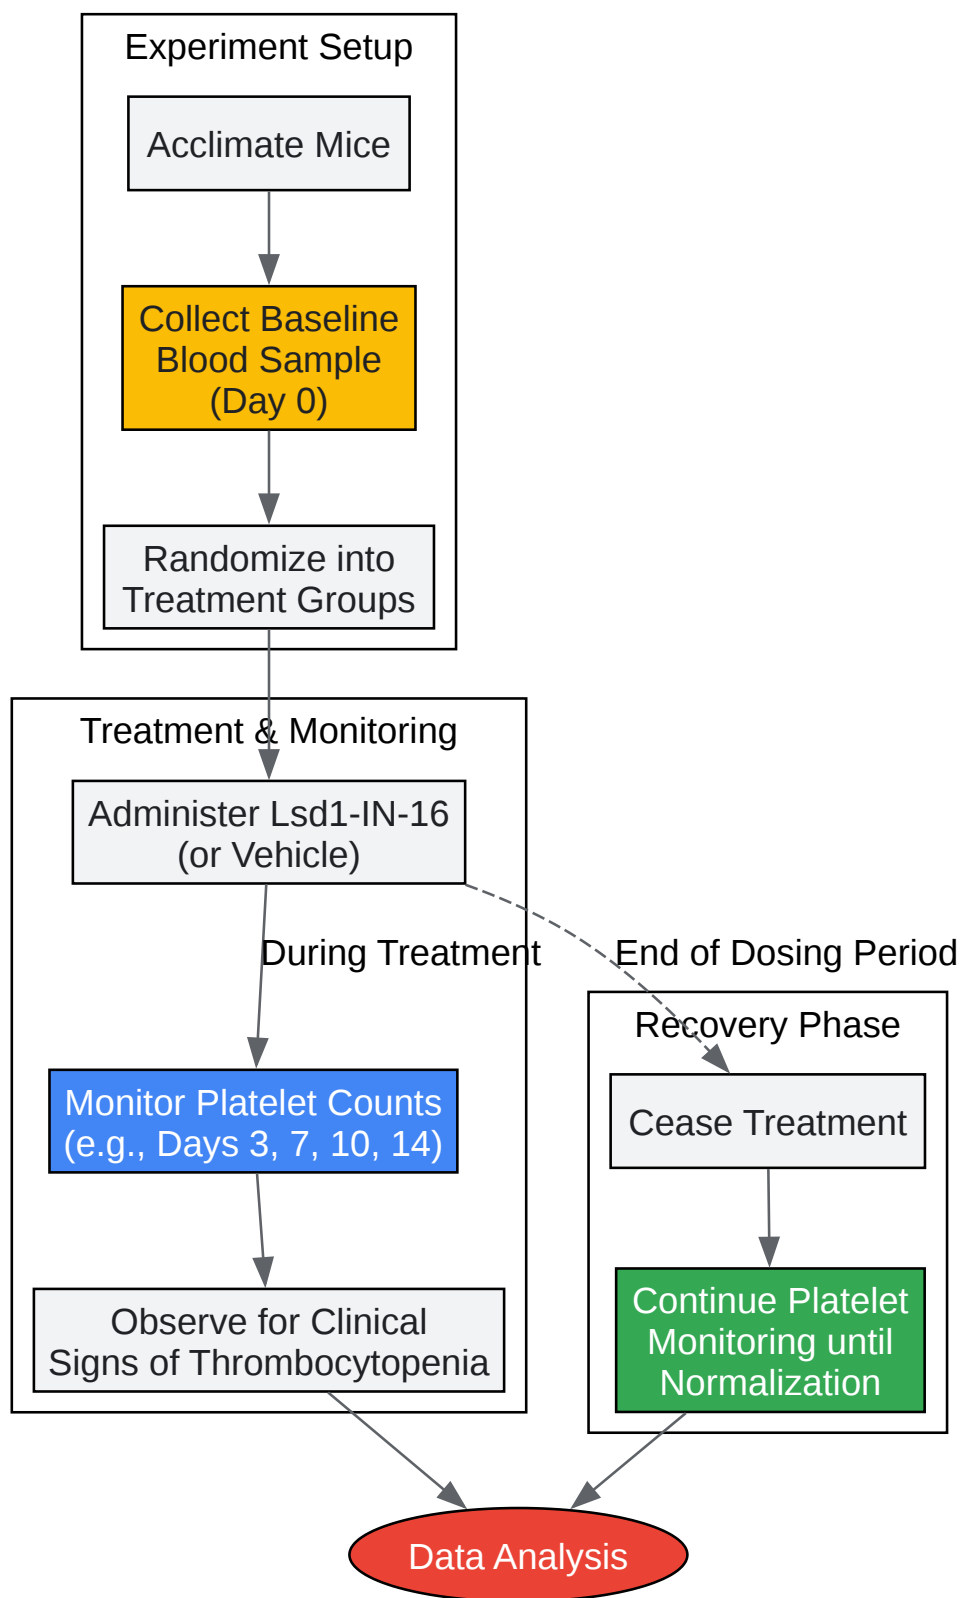 Experiment Setup
Acclimate Mice
Collect Baseline
Blood Sample
(Day 0)
Randomize into
Treatment Groups
Treatment & Monitoring
Administer Lsd1-IN-16
(or Vehicle)
During Treatment
End of Dosing Period
Recovery Phase
Monitor Platelet Counts
(e.g., Days 3, 7, 10, 14)
Cease Treatment
Observe for Clinical
Signs of Thrombocytopenia
Continue Platelet
Monitoring until
Normalization
Data Analysis